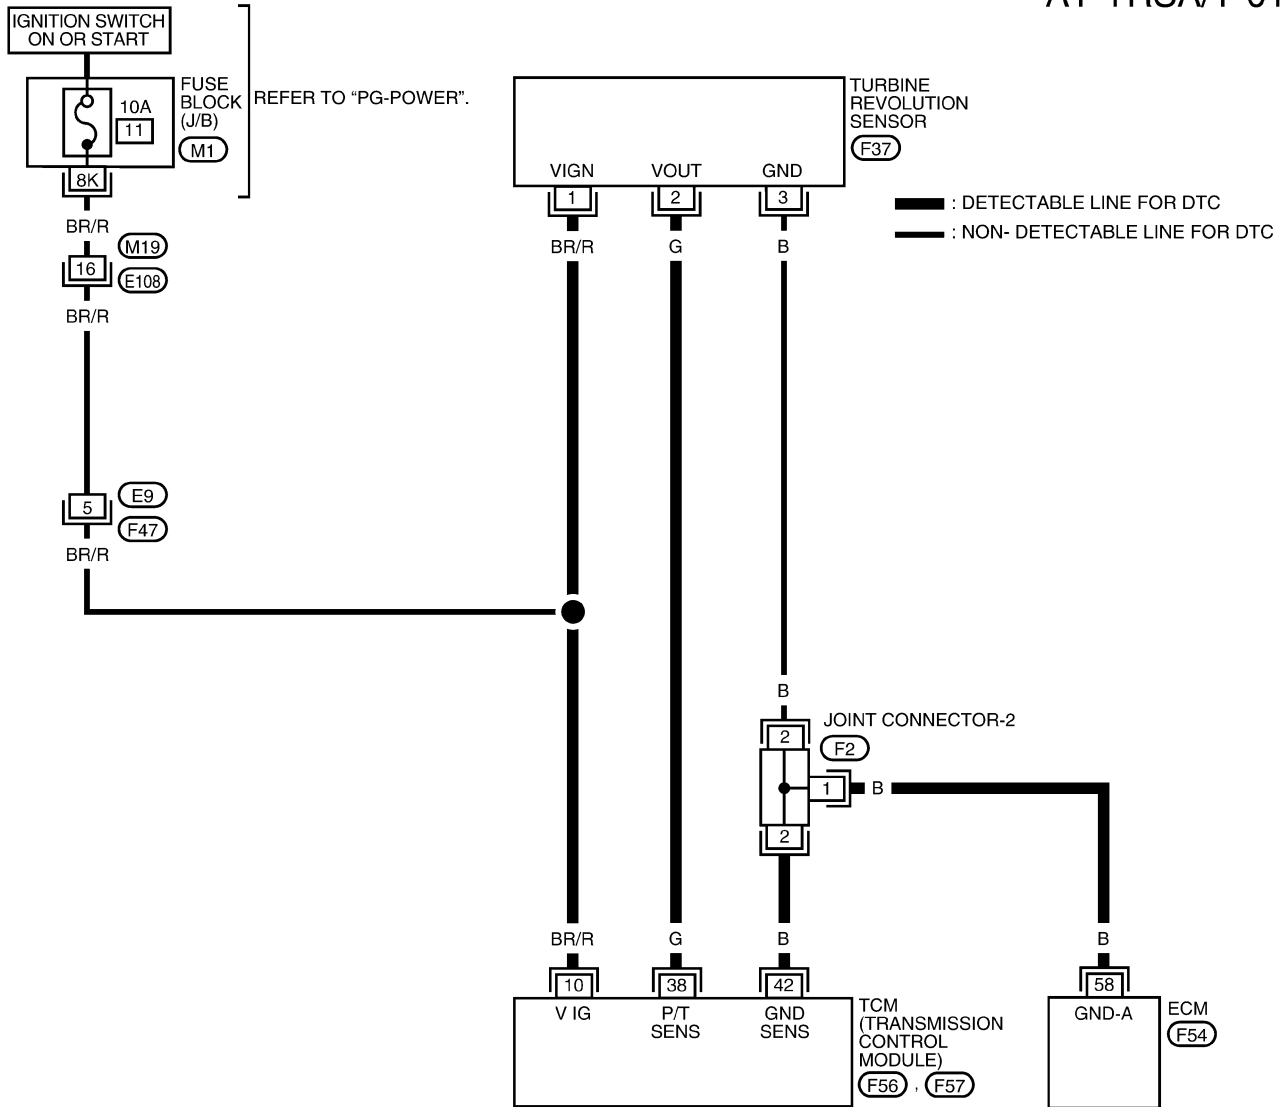 IGNITION SWITCH
ON OR START
FUSE
BLOCK
(J/B)
10A
11
M1
8K
REFER TO “PG-POWER”.
BR/R
M19
16
E108
BR/R
E9
5
F47
BR/R
TURBINE
REVOLUTION
SENSOR
F37
VIGN VOUT GND
1 2 3
BR/R G B
: DETECTABLE LINE FOR DTC
: NON- DETECTABLE LINE FOR DTC
B
JOINT CONNECTOR-2
2
F2
1 B
2
BR/R G B B
10 38 42 58
V IG
P/T
SENS
GND
SENS
TCM
(TRANSMISSION
CONTROL
MODULE)
F56 , F57
GND-A
ECM
F54